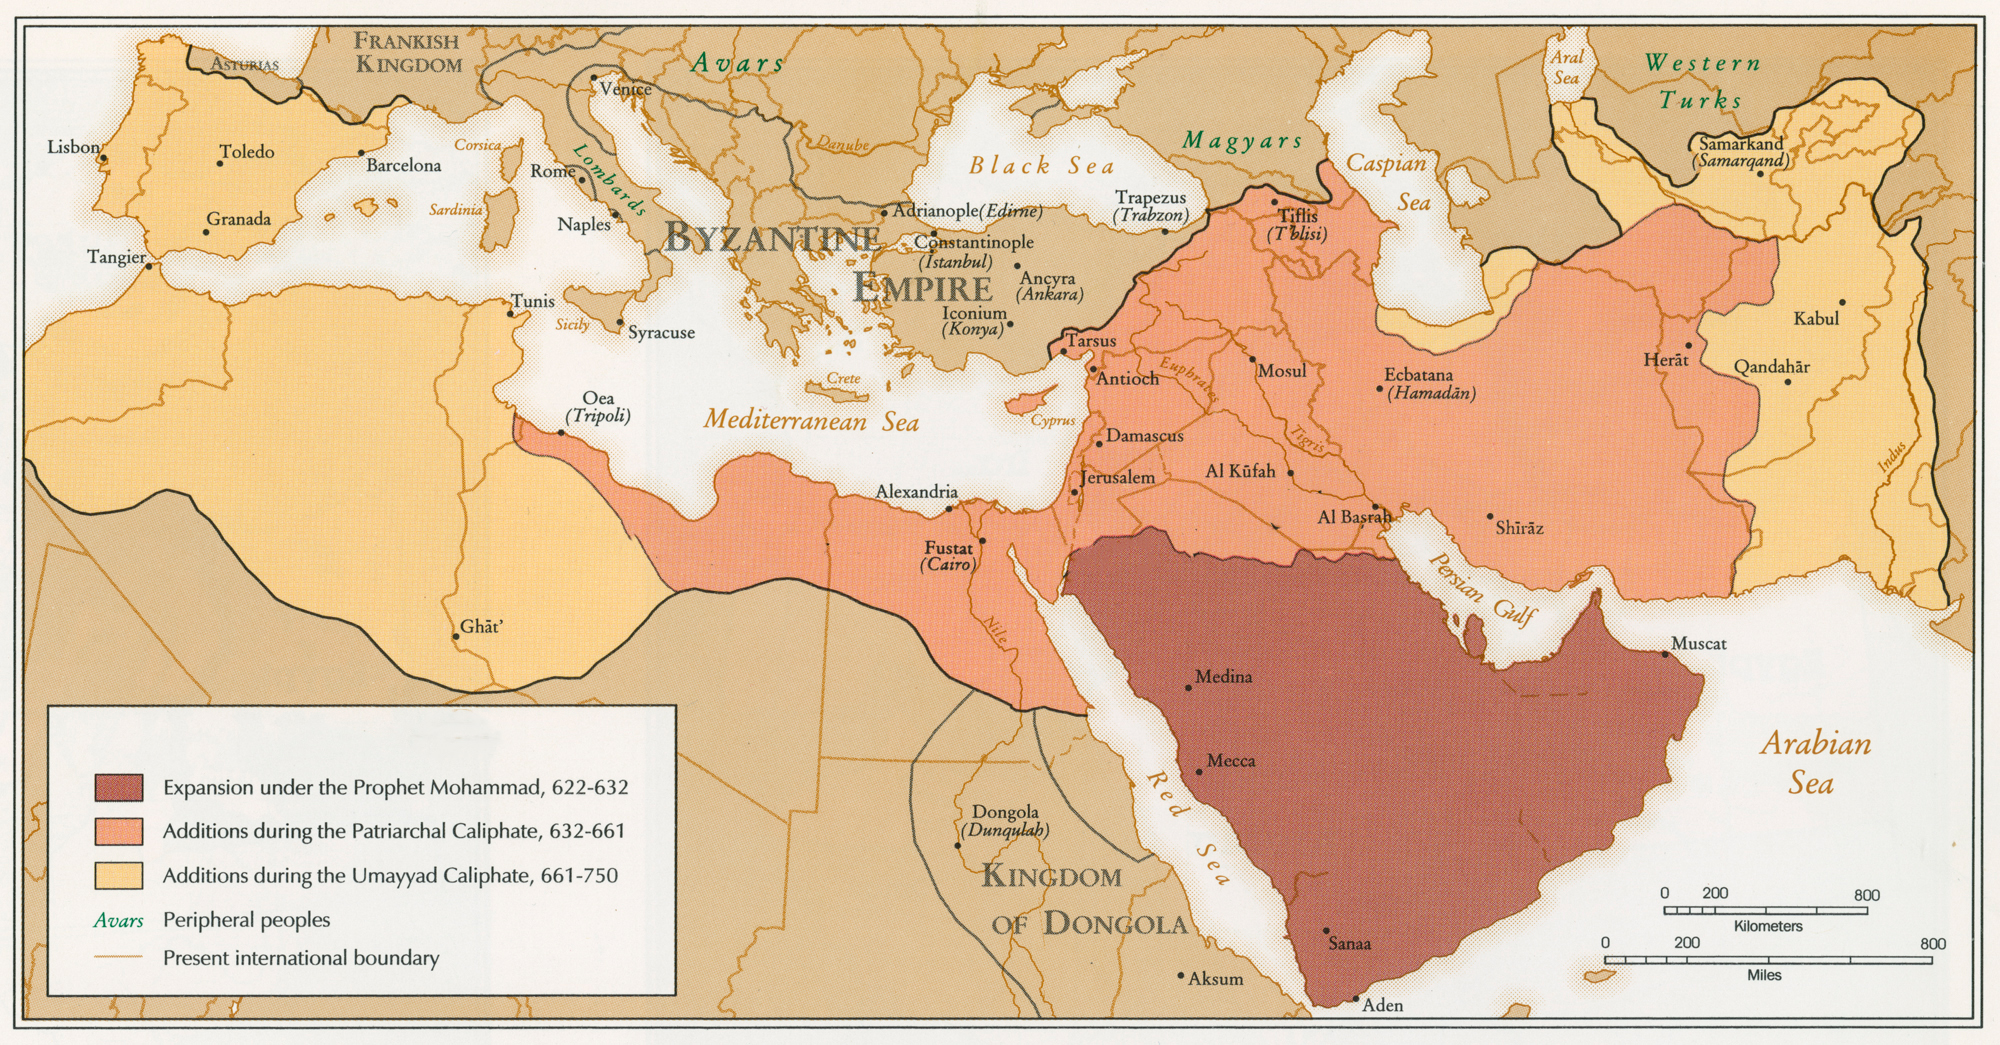 FRANKISH
KINGDOM
ASTURIAS
Avars
Aral
Sea
Western
Turks
Venice
Lisbon
Toledo
Barcelona
Corsica
Rome
Lombards
Danube
Black Sea
Magyars
Caspian
Sea
Samarkand
(Samarqand)
Granada
Sardinia
Naples
Adrianople (Edirne)
Trapezus
(Trabzon)
Tiflis
(T'blisi)
Tangier
BYZANTINE
EMPIRE
Constantinople
(Istanbul)
Ancyra
(Ankara)
Iconium
(Konya)
Tunis
Sicily
Syracuse
Tarsus
Antioch
Euphrates
Mosul
Ecbatana
(Hamadān)
Herāt
Kabul
Qandahār
Crete
Cyprus
Oea
(Tripoli)
Mediterranean Sea
Damascus
Tigris
Indus
Jerusalem
Al Kūfah
Alexandria
Al Basrah
Shīrāz
Fustat
(Cairo)
Persian Gulf
Ghāt'
Nile
Muscat
Medina
Mecca
Red Sea
Arabian
Sea
Dongola
(Dunqulah)
KINGDOM
OF DONGOLA
Sanaa
Aksum
Aden
Expansion under the Prophet Mohammad, 622-632
Additions during the Patriarchal Caliphate, 632-661
Additions during the Umayyad Caliphate, 661-750
Avars Peripheral peoples
Present international boundary
0 200 800
Kilometers
0 200 800
Miles